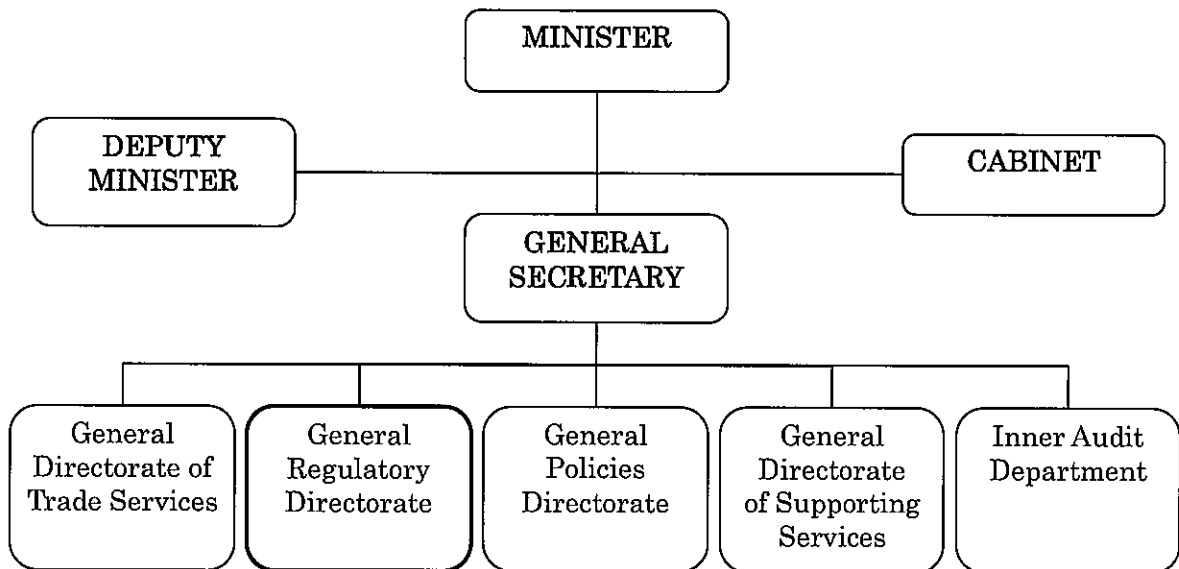 MINISTER
DEPUTY
MINISTER
CABINET
GENERAL
SECRETARY
General
Directorate of
Trade Services
General
Regulatory
Directorate
General
Policies
Directorate
General
Directorate
of Supporting
Services
Inner Audit
Department